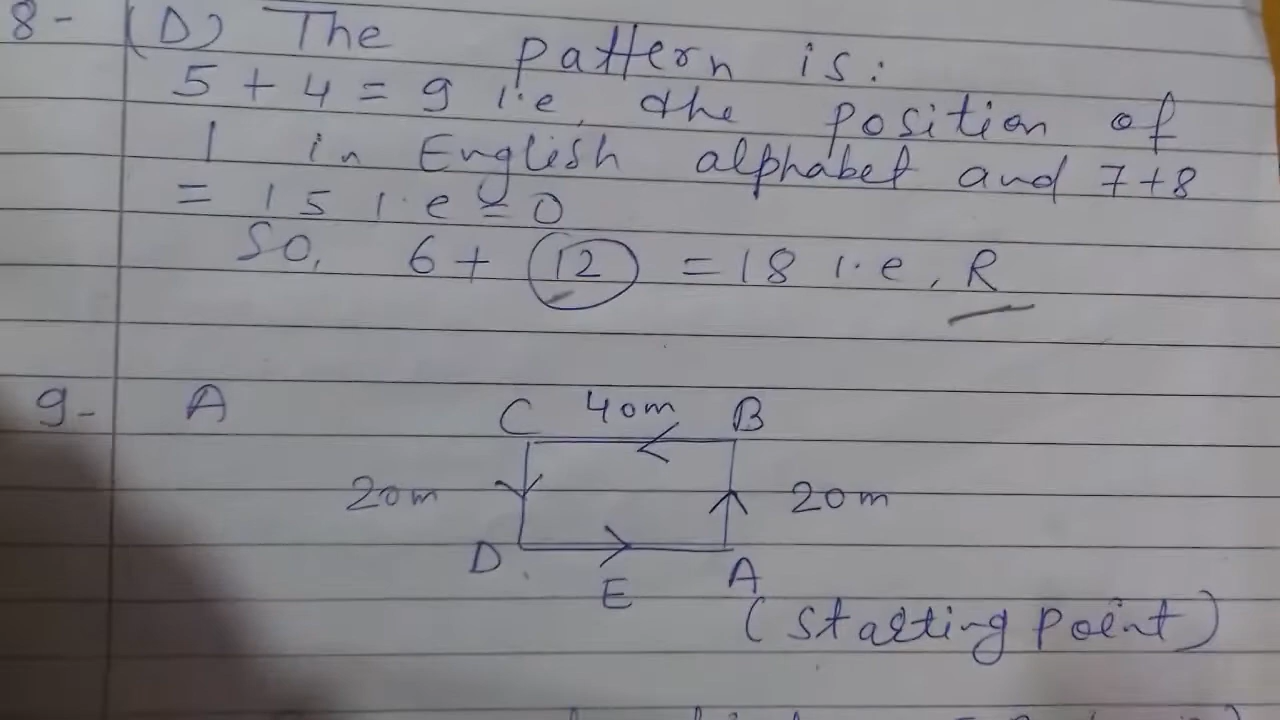 8- (D) The pattern is:
5 + 4 = 9 i.e, the position of
I in English alphabet and 7+8
= 15 i.e = O
So, 6 + 12 = 18 i.e, R
9- A
C 40m B
20m 20m
D E A
(Starting point)